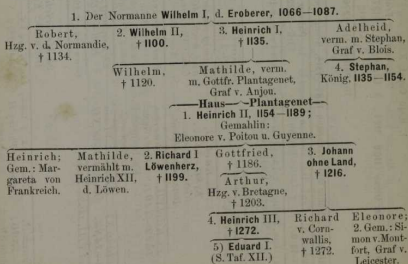 1. Der Normanne Wilhelm I, d. Eroberer, 1066—1087.
Robert,
Hzg. v. d. Normandie,
† 1134.
2. Wilhelm II,
† 1100.
3. Heinrich I,
† 1135.
Adelheid,
verm. m. Stephan,
Graf v. Blois.
Wilhelm,
† 1120.
Mathilde, verm.
m. Gottfr. Plantagenet,
Graf v. Anjou.
4. Stephan,
König. 1135—1154.
Haus Plantagenet
1. Heinrich II, 1154—1189;
Gemahlin:
Eleonore v. Poitou u. Guyenne.
Heinrich;
Gem.: Mar-
gareta von
Frankreich.
Mathilde,
vermählt m.
Heinrich XII,
d. Löwen.
2. Richard I
Löwenherz,
† 1199.
Gottfried,
† 1186.
Arthur,
Hzg. v. Bretagne,
† 1203.
3. Johann
ohne Land,
† 1216.
4. Heinrich III,
† 1272.
5) Eduard I.
(S. Taf. XII.)
Richard
v. Corn-
wallis,
† 1272.
Eleonore;
2. Gem.: Si-
mon v. Mont-
fort, Graf v.
Leicester.